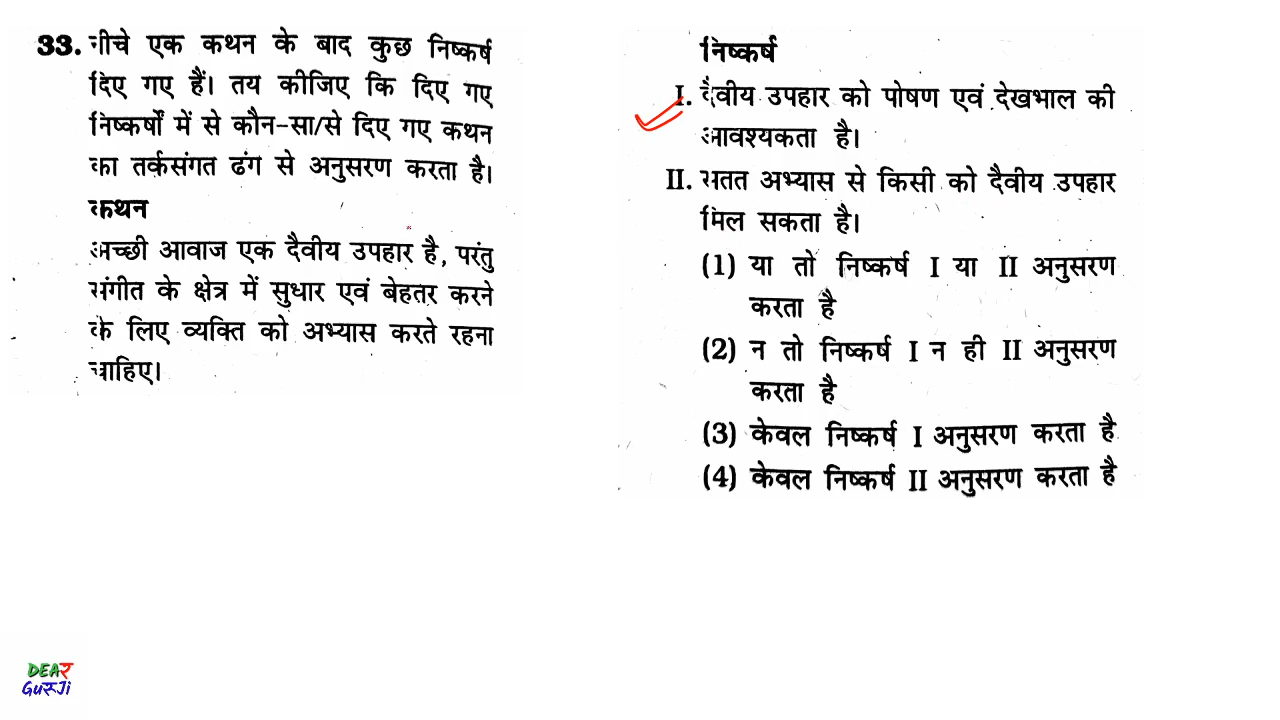 33. नीचे एक कथन के बाद कुछ निष्कर्ष
दिए गए हैं। तय कीजिए कि दिए गए
निष्कर्षों में से कौन-सा/से दिए गए कथन
का तर्कसंगत ढंग से अनुसरण करता है।
कथन
अच्छी आवाज एक दैवीय उपहार है, परंतु
संगीत के क्षेत्र में सुधार एवं बेहतर करने
के लिए व्यक्ति को अभ्यास करते रहना
चाहिए।
निष्कर्ष
I. दैवीय उपहार को पोषण एवं देखभाल की
आवश्यकता है।
II. सतत अभ्यास से किसी को दैवीय उपहार
मिल सकता है।
(1) या तो निष्कर्ष I या II अनुसरण
करता है
(2) न तो निष्कर्ष I न ही II अनुसरण
करता है
(3) केवल निष्कर्ष I अनुसरण करता है
(4) केवल निष्कर्ष II अनुसरण करता है
DEAR
GuruJi